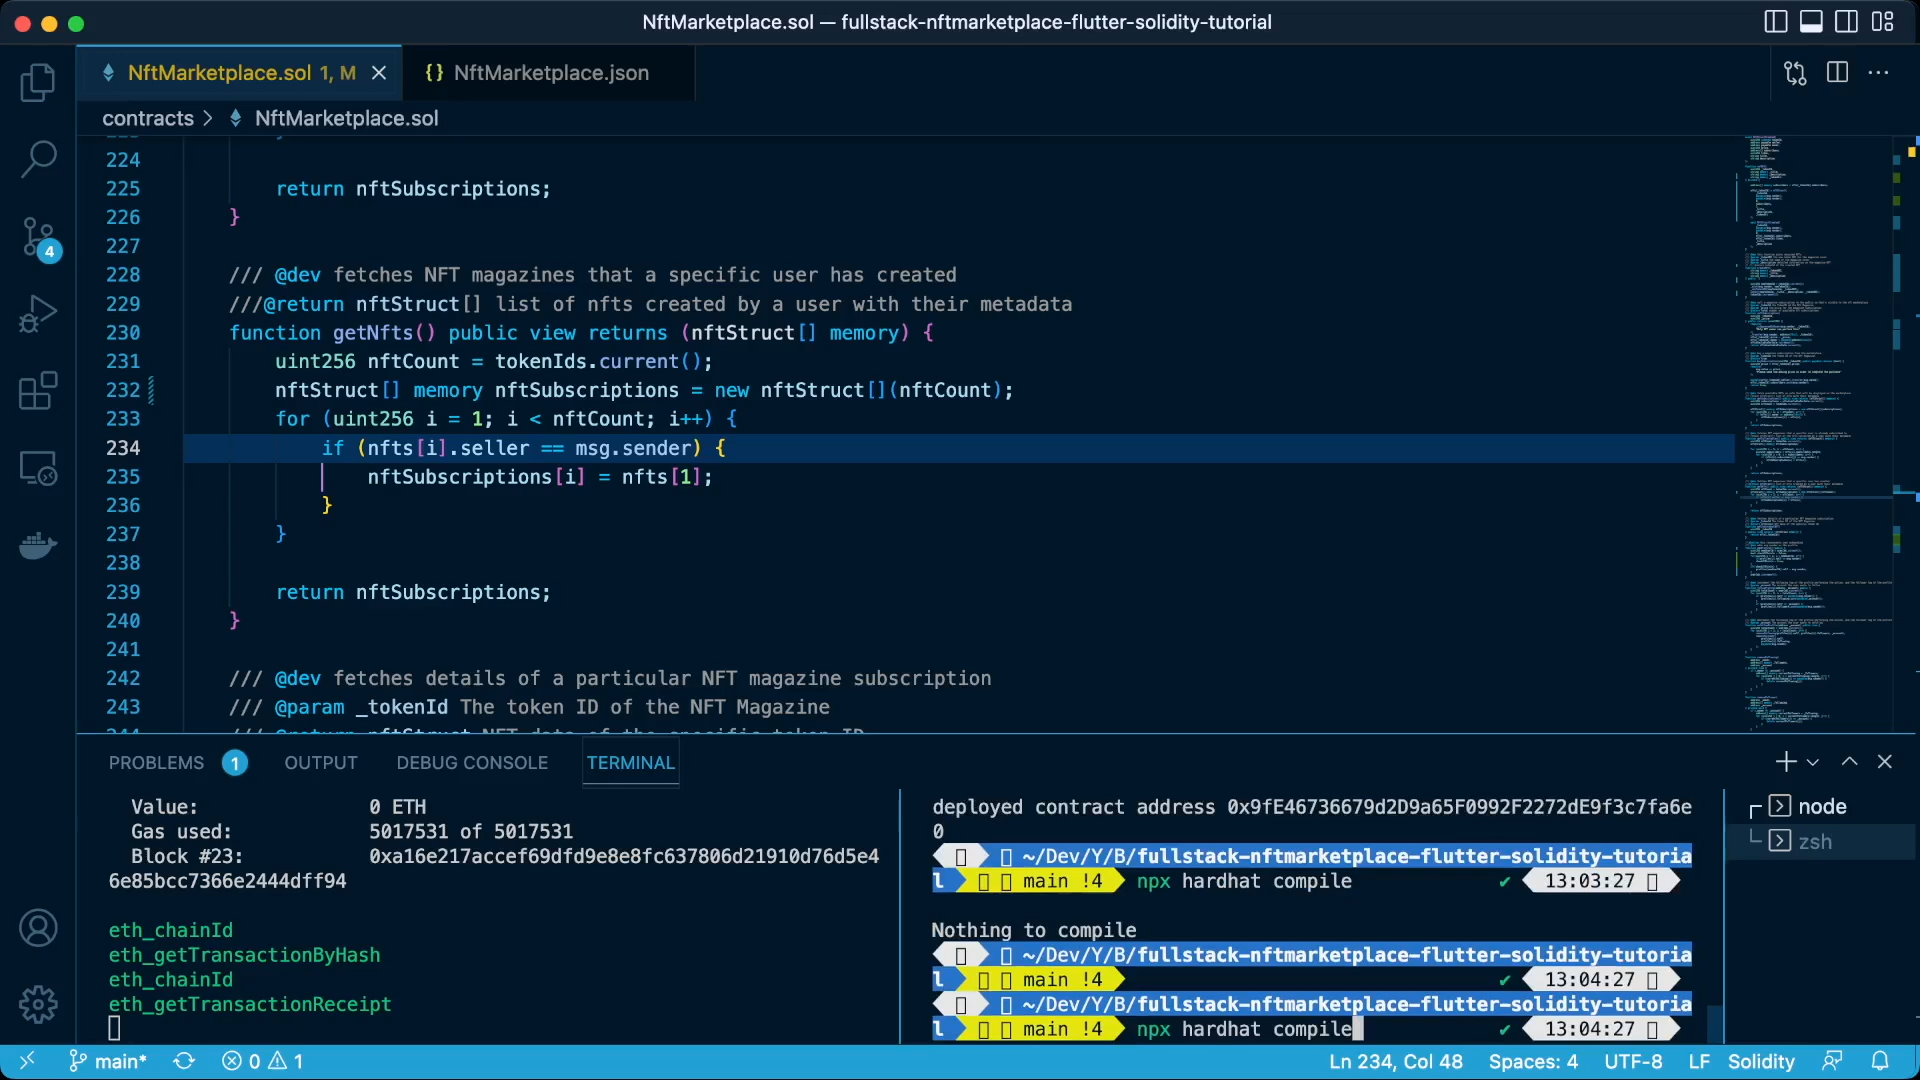 NftMarketplace.sol — fullstack-nftmarketplace-flutter-solidity-tutorial
NftMarketplace.sol 1, M
{} NftMarketplace.json
contracts > NftMarketplace.sol
224
225 return nftSubscriptions;
226 }
227
228 /// @dev fetches NFT magazines that a specific user has created
229 ///@return nftStruct[] list of nfts created by a user with their metadata
230 function getNfts() public view returns (nftStruct[] memory) {
231 uint256 nftCount = tokenIds.current();
232 nftStruct[] memory nftSubscriptions = new nftStruct[](nftCount);
233 for (uint256 i = 1; i < nftCount; i++) {
234 if (nfts[i].seller == msg.sender) {
235 nftSubscriptions[i] = nfts[1];
236 }
237 }
238
239 return nftSubscriptions;
240 }
241
242 /// @dev fetches details of a particular NFT magazine subscription
243 /// @param _tokenId The token ID of the NFT Magazine
4
PROBLEMS 1 OUTPUT DEBUG CONSOLE TERMINAL
Value: 0 ETH
Gas used: 5017531 of 5017531
Block #23: 0xa16e217accef69dfd9e8e8fc637806d21910d76d5e4
6e85bcc7366e2444dff94
eth_chainId
eth_getTransactionByHash
eth_chainId
eth_getTransactionReceipt
deployed contract address 0x9fE46736679d2D9a65F0992F2272dE9f3c7fa6e
0
~/Dev/Y/B/fullstack-nftmarketplace-flutter-solidity-tutoria
l main !4 npx hardhat compile ✔ 13:03:27
Nothing to compile
~/Dev/Y/B/fullstack-nftmarketplace-flutter-solidity-tutoria
l main !4 ✔ 13:04:27
~/Dev/Y/B/fullstack-nftmarketplace-flutter-solidity-tutoria
l main !4 npx hardhat compile ✔ 13:04:27
node
zsh
main* 0 1 Ln 234, Col 48 Spaces: 4 UTF-8 LF Solidity